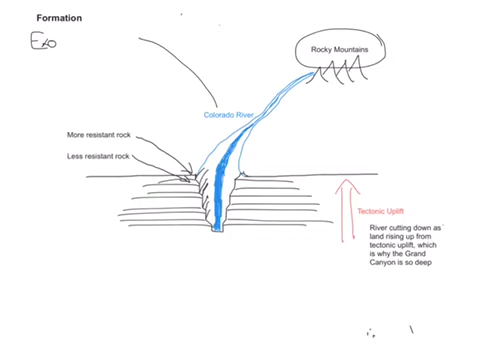 Formation
Exo
Rocky Mountains
Colorado River
More resistant rock
Less resistant rock
Tectonic Uplift
River cutting down as
land rising up from
tectonic uplift, which
is why the Grand
Canyon is so deep